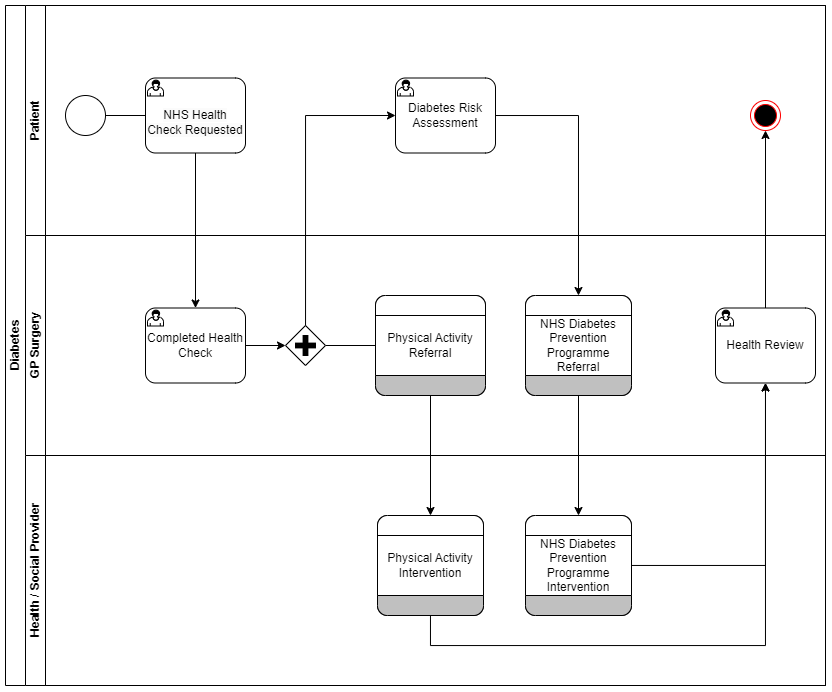 Diabetes
Patient
NHS Health
Check Requested
Diabetes Risk
Assessment
GP Surgery
Completed Health
Check
Physical Activity
Referral
NHS Diabetes
Prevention
Programme
Referral
Health Review
Health / Social Provider
Physical Activity
Intervention
NHS Diabetes
Prevention
Programme
Intervention